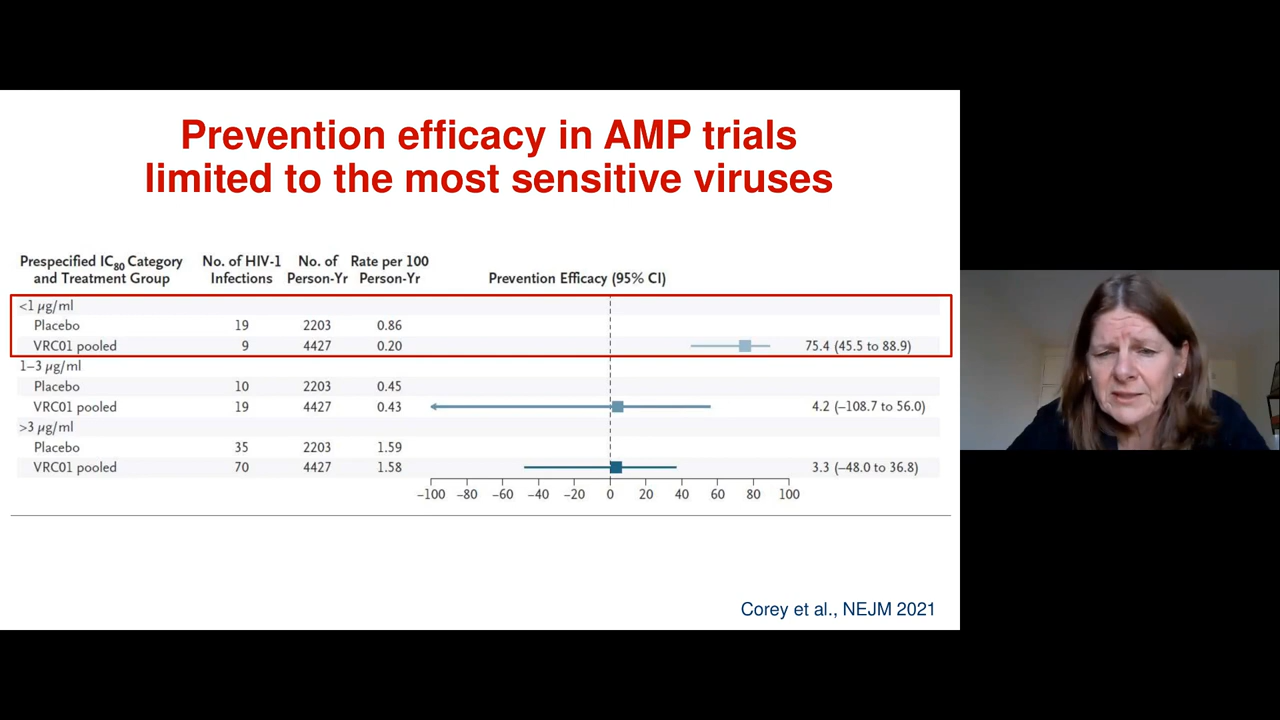 Prevention efficacy in AMP trials
limited to the most sensitive viruses
Prespecified IC80 Category and Treatment Group No. of HIV-1 Infections No. of Person-Yr Rate per 100 Person-Yr Prevention Efficacy (95% CI)
<1 µg/ml
Placebo 19 2203 0.86
VRC01 pooled 9 4427 0.20 75.4 (45.5 to 88.9)
1–3 µg/ml
Placebo 10 2203 0.45
VRC01 pooled 19 4427 0.43 4.2 (–108.7 to 56.0)
>3 µg/ml
Placebo 35 2203 1.59
VRC01 pooled 70 4427 1.58 3.3 (–48.0 to 36.8)
–100 –80 –60 –40 –20 0 20 40 60 80 100
Corey et al., NEJM 2021